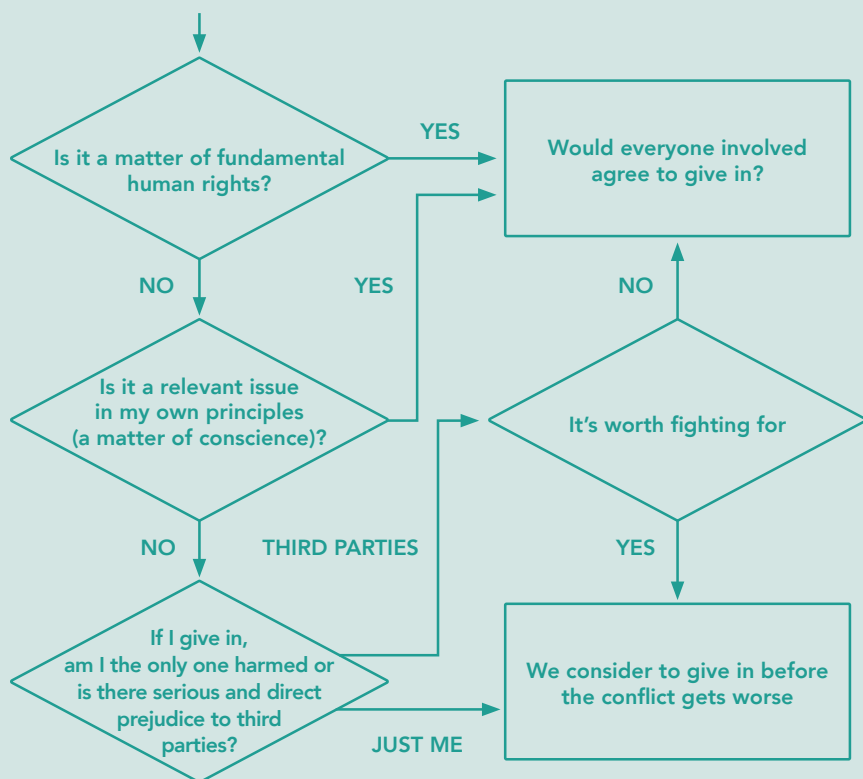 YES
Is it a matter of fundamental
human rights?
Would everyone involved
agree to give in?
NO
YES
NO
Is it a relevant issue
in my own principles
(a matter of conscience)?
It's worth fighting for
NO
THIRD PARTIES
YES
If I give in,
am I the only one harmed or
is there serious and direct
prejudice to third
parties?
We consider to give in before
the conflict gets worse
JUST ME